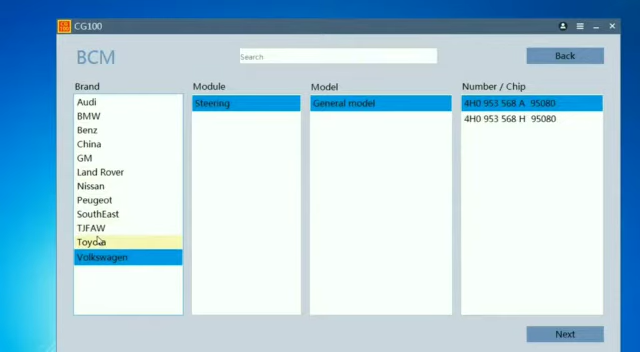 CG100
BCM
Search
Back
Brand
Module
Model
Number / Chip
Audi
BMW
Benz
China
GM
Land Rover
Nissan
Peugeot
SouthEast
TJFAW
Toyota
Volkswagen
Steering
General model
4H0 953 568 A 95080
4H0 953 568 H 95080
Next